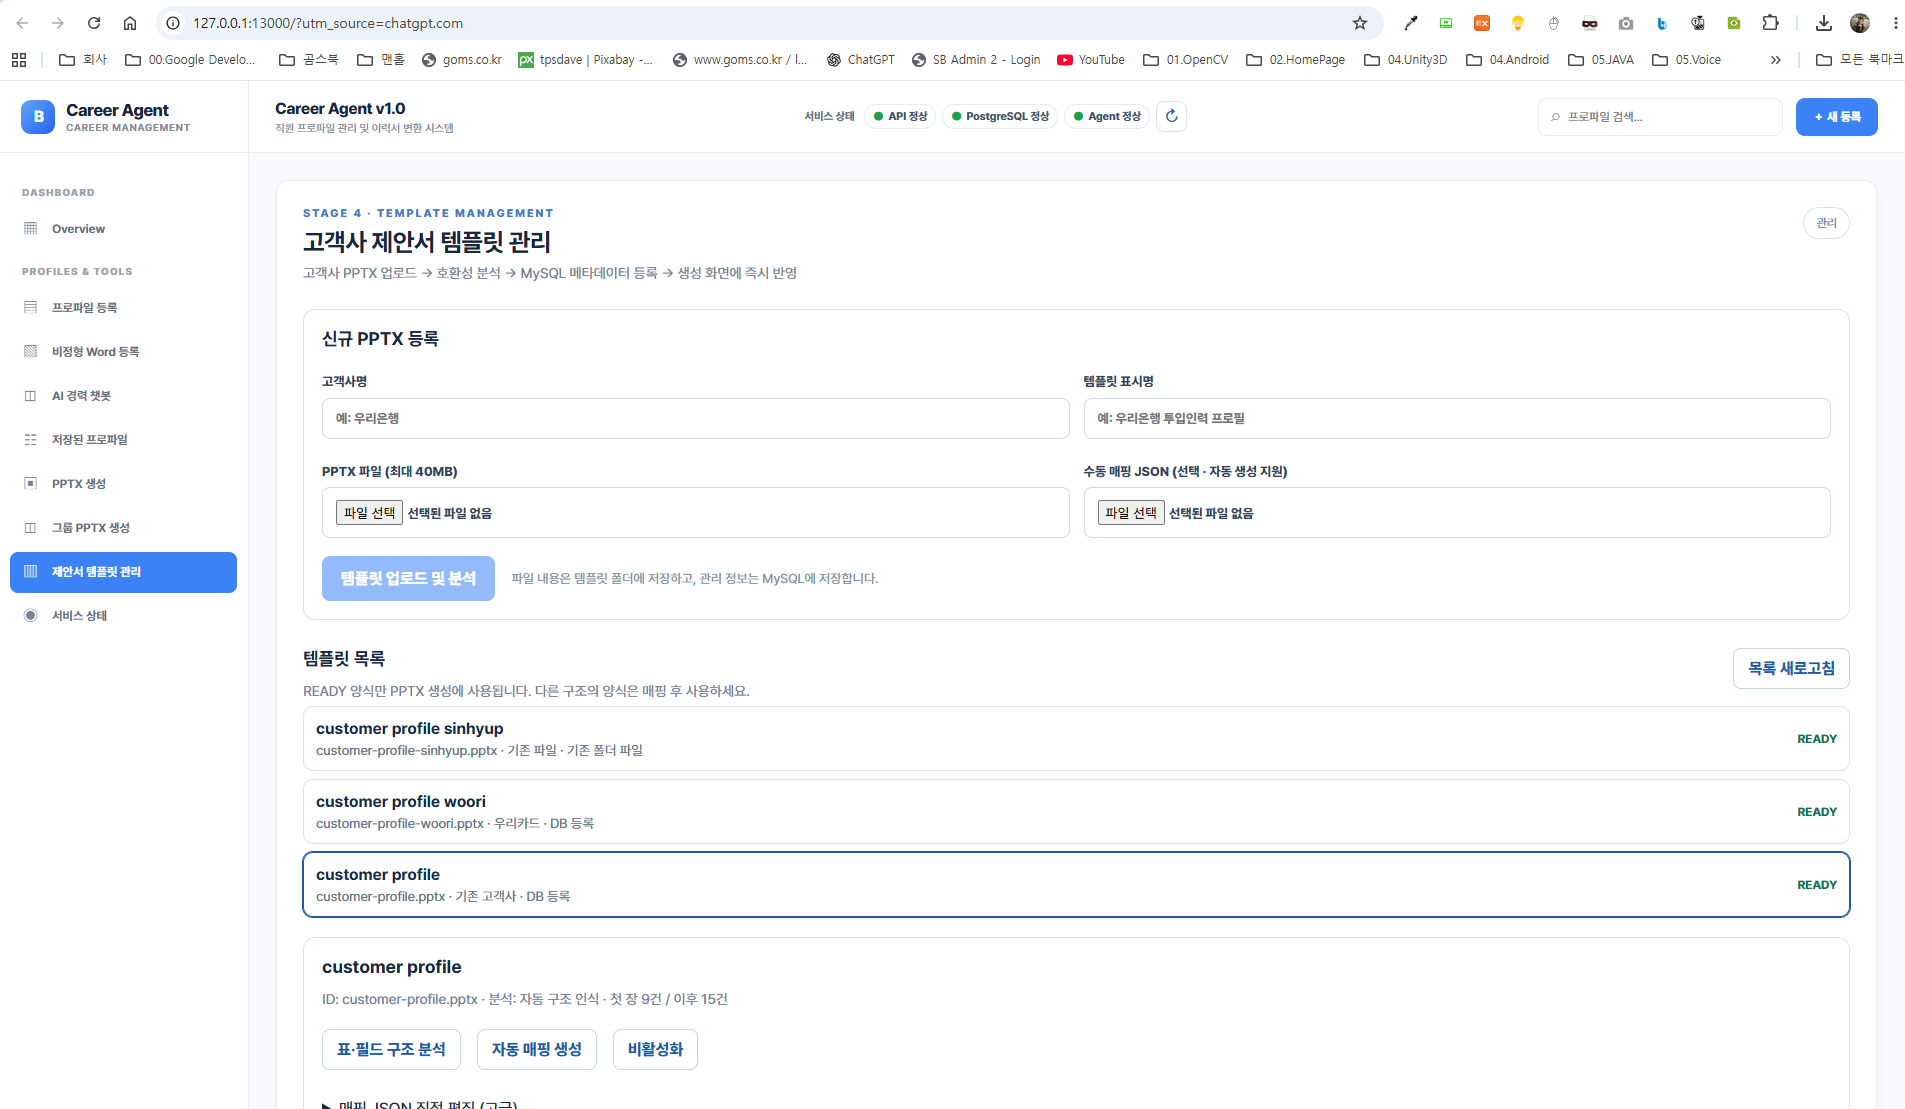 127.0.0.1:13000/?utm_source=chatgpt.com
회사
00.Google Develo...
곰스북
맨홀
goms.co.kr
px
tpsdave | Pixabay -...
www.goms.co.kr / l...
ChatGPT
SB Admin 2 - Login
YouTube
01.OpenCV
02.HomePage
04.Unity3D
04.Android
05.JAVA
05.Voice
모든 북마크
B
Career Agent
CAREER MANAGEMENT
Career Agent v1.0
직원 프로파일 관리 및 이력서 변환 시스템
서비스 상태
API 정상
PostgreSQL 정상
Agent 정상
프로파일 검색...
+ 새 등록
DASHBOARD
Overview
PROFILES & TOOLS
프로파일 등록
비정형 Word 등록
AI 경력 챗봇
저장된 프로파일
PPTX 생성
그룹 PPTX 생성
제안서 템플릿 관리
서비스 상태
STAGE 4 · TEMPLATE MANAGEMENT
고객사 제안서 템플릿 관리
고객사 PPTX 업로드 → 호환성 분석 → MySQL 메타데이터 등록 → 생성 화면에 즉시 반영
관리
신규 PPTX 등록
고객사명
예: 우리은행
템플릿 표시명
예: 우리은행 투입인력 프로필
PPTX 파일 (최대 40MB)
파일 선택 선택된 파일 없음
수동 매핑 JSON (선택 · 자동 생성 지원)
파일 선택 선택된 파일 없음
템플릿 업로드 및 분석
파일 내용은 템플릿 폴더에 저장하고, 관리 정보는 MySQL에 저장합니다.
템플릿 목록
READY 양식만 PPTX 생성에 사용됩니다. 다른 구조의 양식은 매핑 후 사용하세요.
목록 새로고침
customer profile sinhyup
customer-profile-sinhyup.pptx · 기존 파일 · 기존 폴더 파일
READY
customer profile woori
customer-profile-woori.pptx · 우리카드 · DB 등록
READY
customer profile
customer-profile.pptx · 기존 고객사 · DB 등록
READY
customer profile
ID: customer-profile.pptx · 분석: 자동 구조 인식 · 첫 장 9건 / 이후 15건
표·필드 구조 분석
자동 매핑 생성
비활성화
▶ 매핑 JSON 직접 편집 (고급)